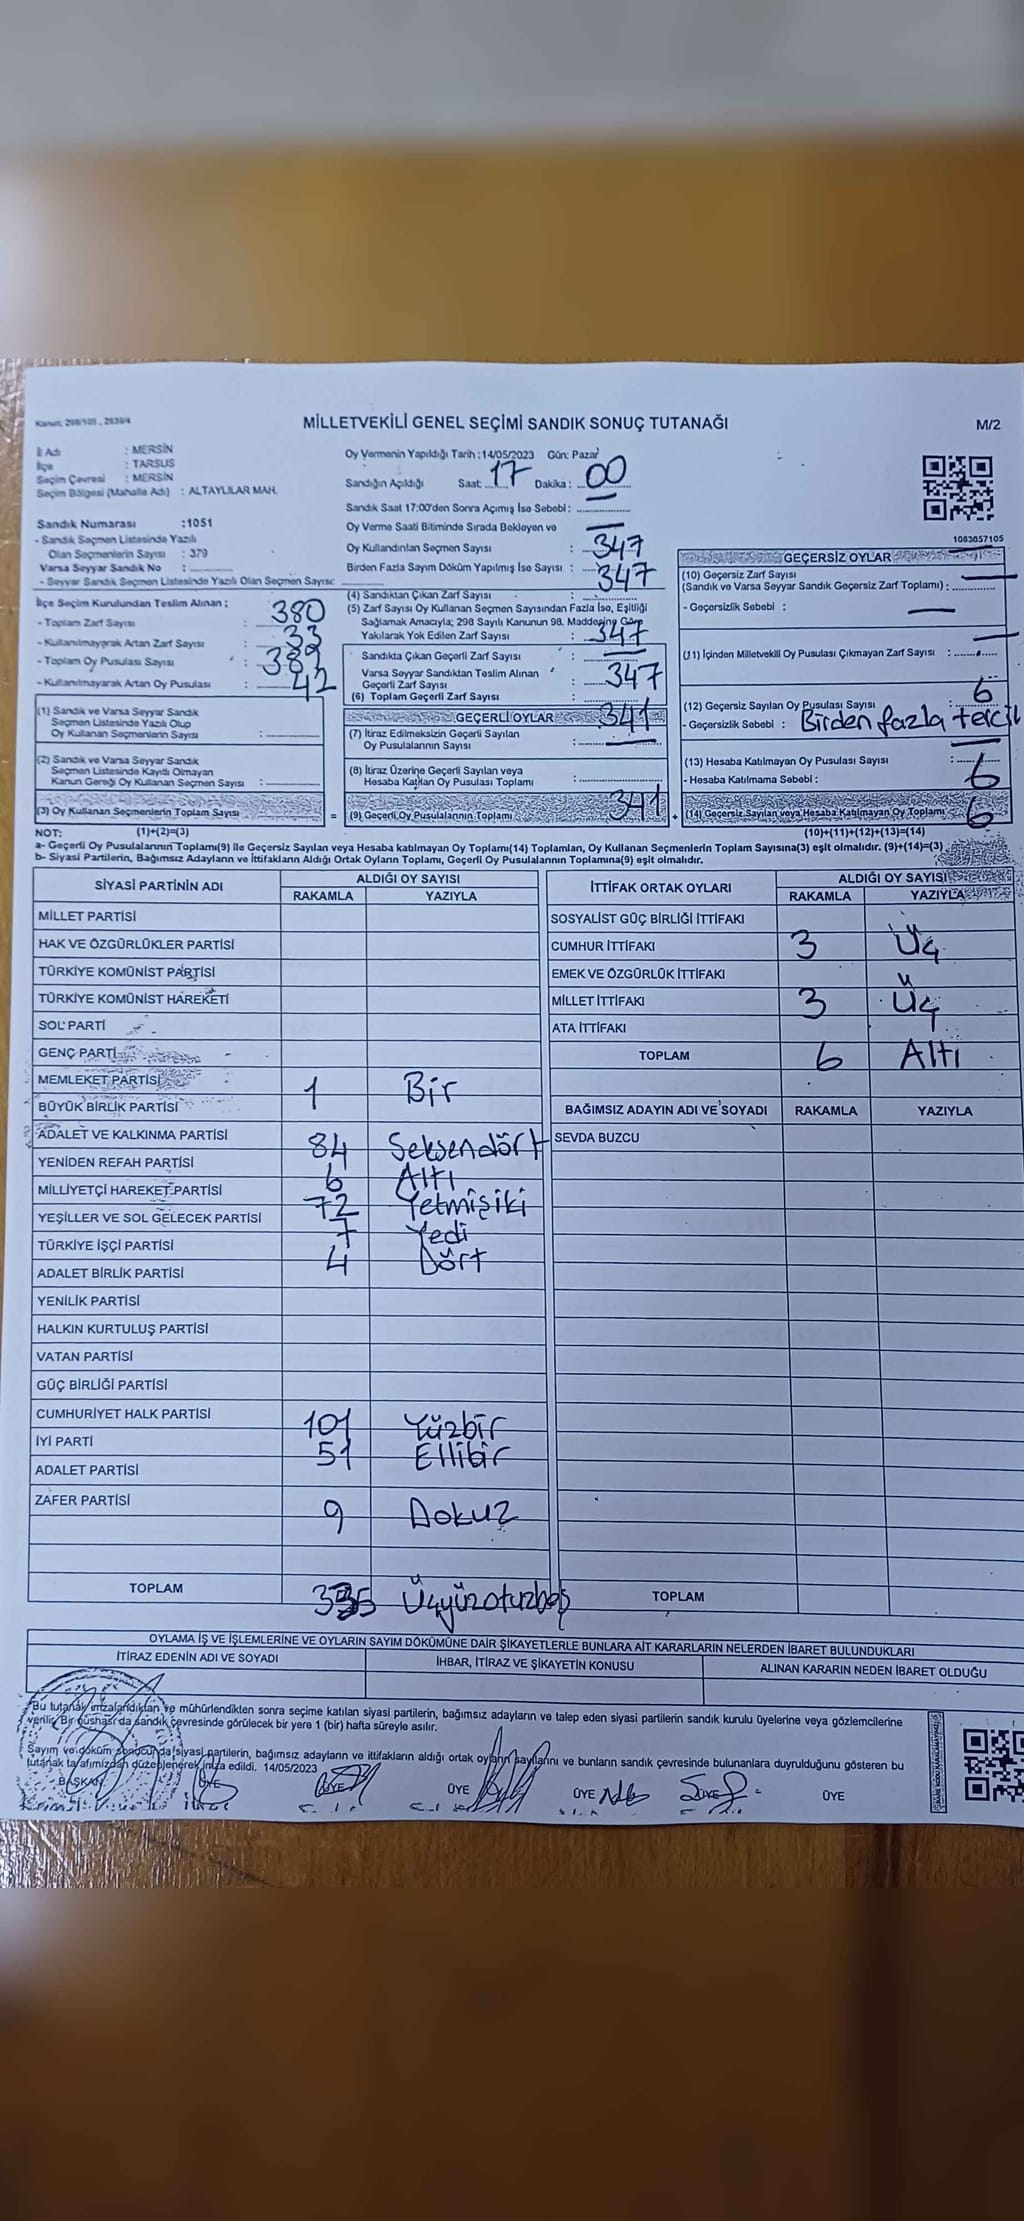 Kanun: 298/105, 2839/4
MİLLETVEKİLİ GENEL SEÇİMİ SANDIK SONUÇ TUTANAĞI
M/2
İl Adı : MERSİN
İlçe : TARSUS
Seçim Çevresi : MERSİN
Seçim Bölgesi (Mahalle Adı) : ALTAYLILAR MAH.
Sandık Numarası :1051
- Sandık Seçmen Listesinde Yazılı
Olan Seçmenlerin Sayısı : 379
Varsa Seyyar Sandık No :
- Seyyar Sandık Seçmen Listesinde Yazılı Olan Seçmen Sayısı:
İlçe Seçim Kurulundan Teslim Alınan ;
- Toplam Zarf Sayısı : 380
- Kullanılmayarak Artan Zarf Sayısı : 33
- Toplam Oy Pusulası Sayısı : 389
- Kullanılmayarak Artan Oy Pusulası : 42
(1) Sandık ve Varsa Seyyar Sandık
Seçmen Listesinde Yazılı Olup
Oy Kullanan Seçmenlerin Sayısı :
(2) Sandık ve Varsa Seyyar Sandık
Seçmen Listesinde Kayıtlı Olmayan
Kanun Gereği Oy Kullanan Seçmen Sayısı :
(3) Oy Kullanan Seçmenlerin Toplam Sayısı
(1)+(2)=(3)
Oy Vermenin Yapıldığı Tarih :14/05/2023 Gün: Pazar
Sandığın Açıldığı Saat: 17 Dakika : 00
Sandık Saat 17:00'den Sonra Açımış İse Sebebi :
Oy Verme Saati Bitiminde Sırada Bekleyen ve
Oy Kullandırılan Seçmen Sayısı : 347
Birden Fazla Sayım Döküm Yapılmış İse Sayısı : 347
(4) Sandıktan Çıkan Zarf Sayısı :
(5) Zarf Sayısı Oy Kullanan Seçmen Sayısından Fazla İse, Eşitliği
Sağlamak Amacıyla; 298 Sayılı Kanunun 98. Maddesine Göre
Yakılarak Yok Edilen Zarf Sayısı : 347
Sandıkta Çıkan Geçerli Zarf Sayısı :
Varsa Seyyar Sandıktan Teslim Alınan
Geçerli Zarf Sayısı : 347
(6) Toplam Geçerli Zarf Sayısı :
GEÇERLİ OYLAR 341
(7) İtiraz Edilmeksizin Geçerli Sayılan
Oy Pusulalarının Sayısı :
(8) İtiraz Üzerine Geçerli Sayılan veya
Hesaba Katılan Oy Pusulası Toplamı :
= (9) Geçerli Oy Pusulalarının Toplamı 341 +
1083657105
GEÇERSİZ OYLAR
(10) Geçersiz Zarf Sayısı
(Sandık ve Varsa Seyyar Sandık Geçersiz Zarf Toplamı) :
- Geçersizlik Sebebi :
(11) İçinden Milletvekili Oy Pusulası Çıkmayan Zarf Sayısı :
(12) Geçersiz Sayılan Oy Pusulası Sayısı : 6
- Geçersizlik Sebebi : Birden fazla tercih
(13) Hesaba Katılmayan Oy Pusulası Sayısı :
- Hesaba Katılmama Sebebi : 6
(14) Geçersiz Sayılan veya Hesaba Katılmayan Oy Toplamı 6
(10)+(11)+(12)+(13)=(14)
NOT:
a- Geçerli Oy Pusulalarının Toplamı(9) ile Geçersiz Sayılan veya Hesaba katılmayan Oy Toplamı(14) Toplamları, Oy Kullanan Seçmenlerin Toplam Sayısına(3) eşit olmalıdır. (9)+(14)=(3)
b- Siyasi Partilerin, Bağımsız Adayların ve İttifakların Aldığı Ortak Oyların Toplamı, Geçerli Oy Pusulalarının Toplamına(9) eşit olmalıdır.
SİYASİ PARTİNİN ADI ALDIĞI OY SAYISI
RAKAMLA YAZIYLA
MİLLET PARTİSİ
HAK VE ÖZGÜRLÜKLER PARTİSİ
TÜRKİYE KOMÜNİST PARTİSİ
TÜRKİYE KOMÜNİST HAREKETİ
SOL PARTİ
GENÇ PARTİ
MEMLEKET PARTİSİ 1 Bir
BÜYÜK BİRLİK PARTİSİ
ADALET VE KALKINMA PARTİSİ 84 Seksendört
YENİDEN REFAH PARTİSİ 6 Altı
MİLLİYETÇİ HAREKET PARTİSİ 72 Yetmişiki
YEŞİLLER VE SOL GELECEK PARTİSİ 7 Yedi
TÜRKİYE İŞÇİ PARTİSİ 4 Dört
ADALET BİRLİK PARTİSİ
YENİLİK PARTİSİ
HALKIN KURTULUŞ PARTİSİ
VATAN PARTİSİ
GÜÇ BİRLİĞİ PARTİSİ
CUMHURİYET HALK PARTİSİ 101 Yüzbir
İYİ PARTİ 51 Ellibir
ADALET PARTİSİ
ZAFER PARTİSİ 9 Dokuz
TOPLAM 335 Üçyüzotuzbeş
İTTİFAK ORTAK OYLARI ALDIĞI OY SAYISI
RAKAMLA YAZIYLA
SOSYALİST GÜÇ BİRLİĞİ İTTİFAKI
CUMHUR İTTİFAKI 3 Üç
EMEK VE ÖZGÜRLÜK İTTİFAKI
MİLLET İTTİFAKI 3 Üç
ATA İTTİFAKI
TOPLAM 6 Altı
BAĞIMSIZ ADAYIN ADI VE SOYADI RAKAMLA YAZIYLA
SEVDA BUZCU
TOPLAM
OYLAMA İŞ VE İŞLEMLERİNE VE OYLARIN SAYIM DÖKÜMÜNE DAİR ŞİKAYETLERLE BUNLARA AİT KARARLARIN NELERDEN İBARET BULUNDUKLARI
İTİRAZ EDENİN ADI VE SOYADI İHBAR, İTİRAZ VE ŞİKAYETİN KONUSU ALINAN KARARIN NEDEN İBARET OLDUĞU
Bu tutanak imzalandıktan ve mühürlendikten sonra seçime katılan siyasi partilerin, bağımsız adayların ve talep eden siyasi partilerin sandık kurulu üyelerine veya gözlemcilerine
verilir. Bir nüshası da sandık çevresinde görülecek bir yere 1 (bir) hafta süreyle asılır.
Sayım ve döküm sonucunda siyasi partilerin, bağımsız adayların ve ittifakların aldığı ortak oyların sayılarını ve bunların sandık çevresinde bulunanlara duyrulduğunu gösteren bu
tutanak tarafımızdan düzenlenerek imza edildi. 14/05/2023
BAŞKAN ÜYE ÜYE ÜYE ÜYE ÜYE ÜYE